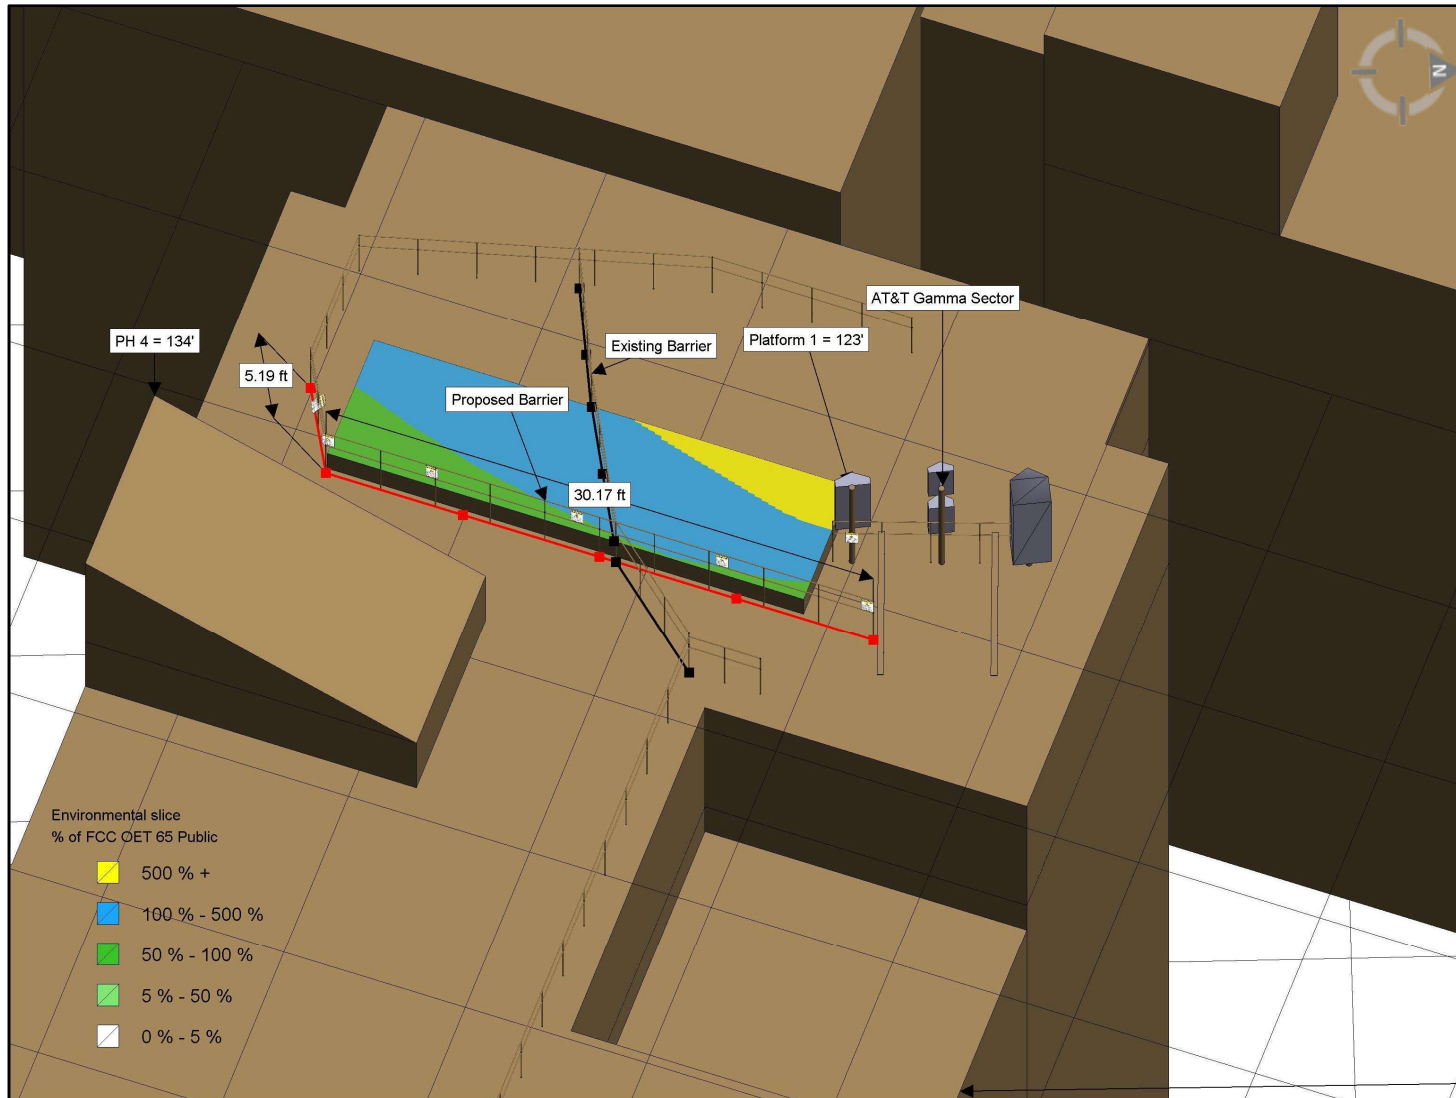 N
AT&T Gamma Sector
PH 4 = 134'
Existing Barrier
Platform 1 = 123'
5.19 ft
Proposed Barrier
30.17 ft
Environmental slice
% of FCC OET 65 Public
500 % +
100 % - 500 %
50 % - 100 %
5 % - 50 %
0 % - 5 %